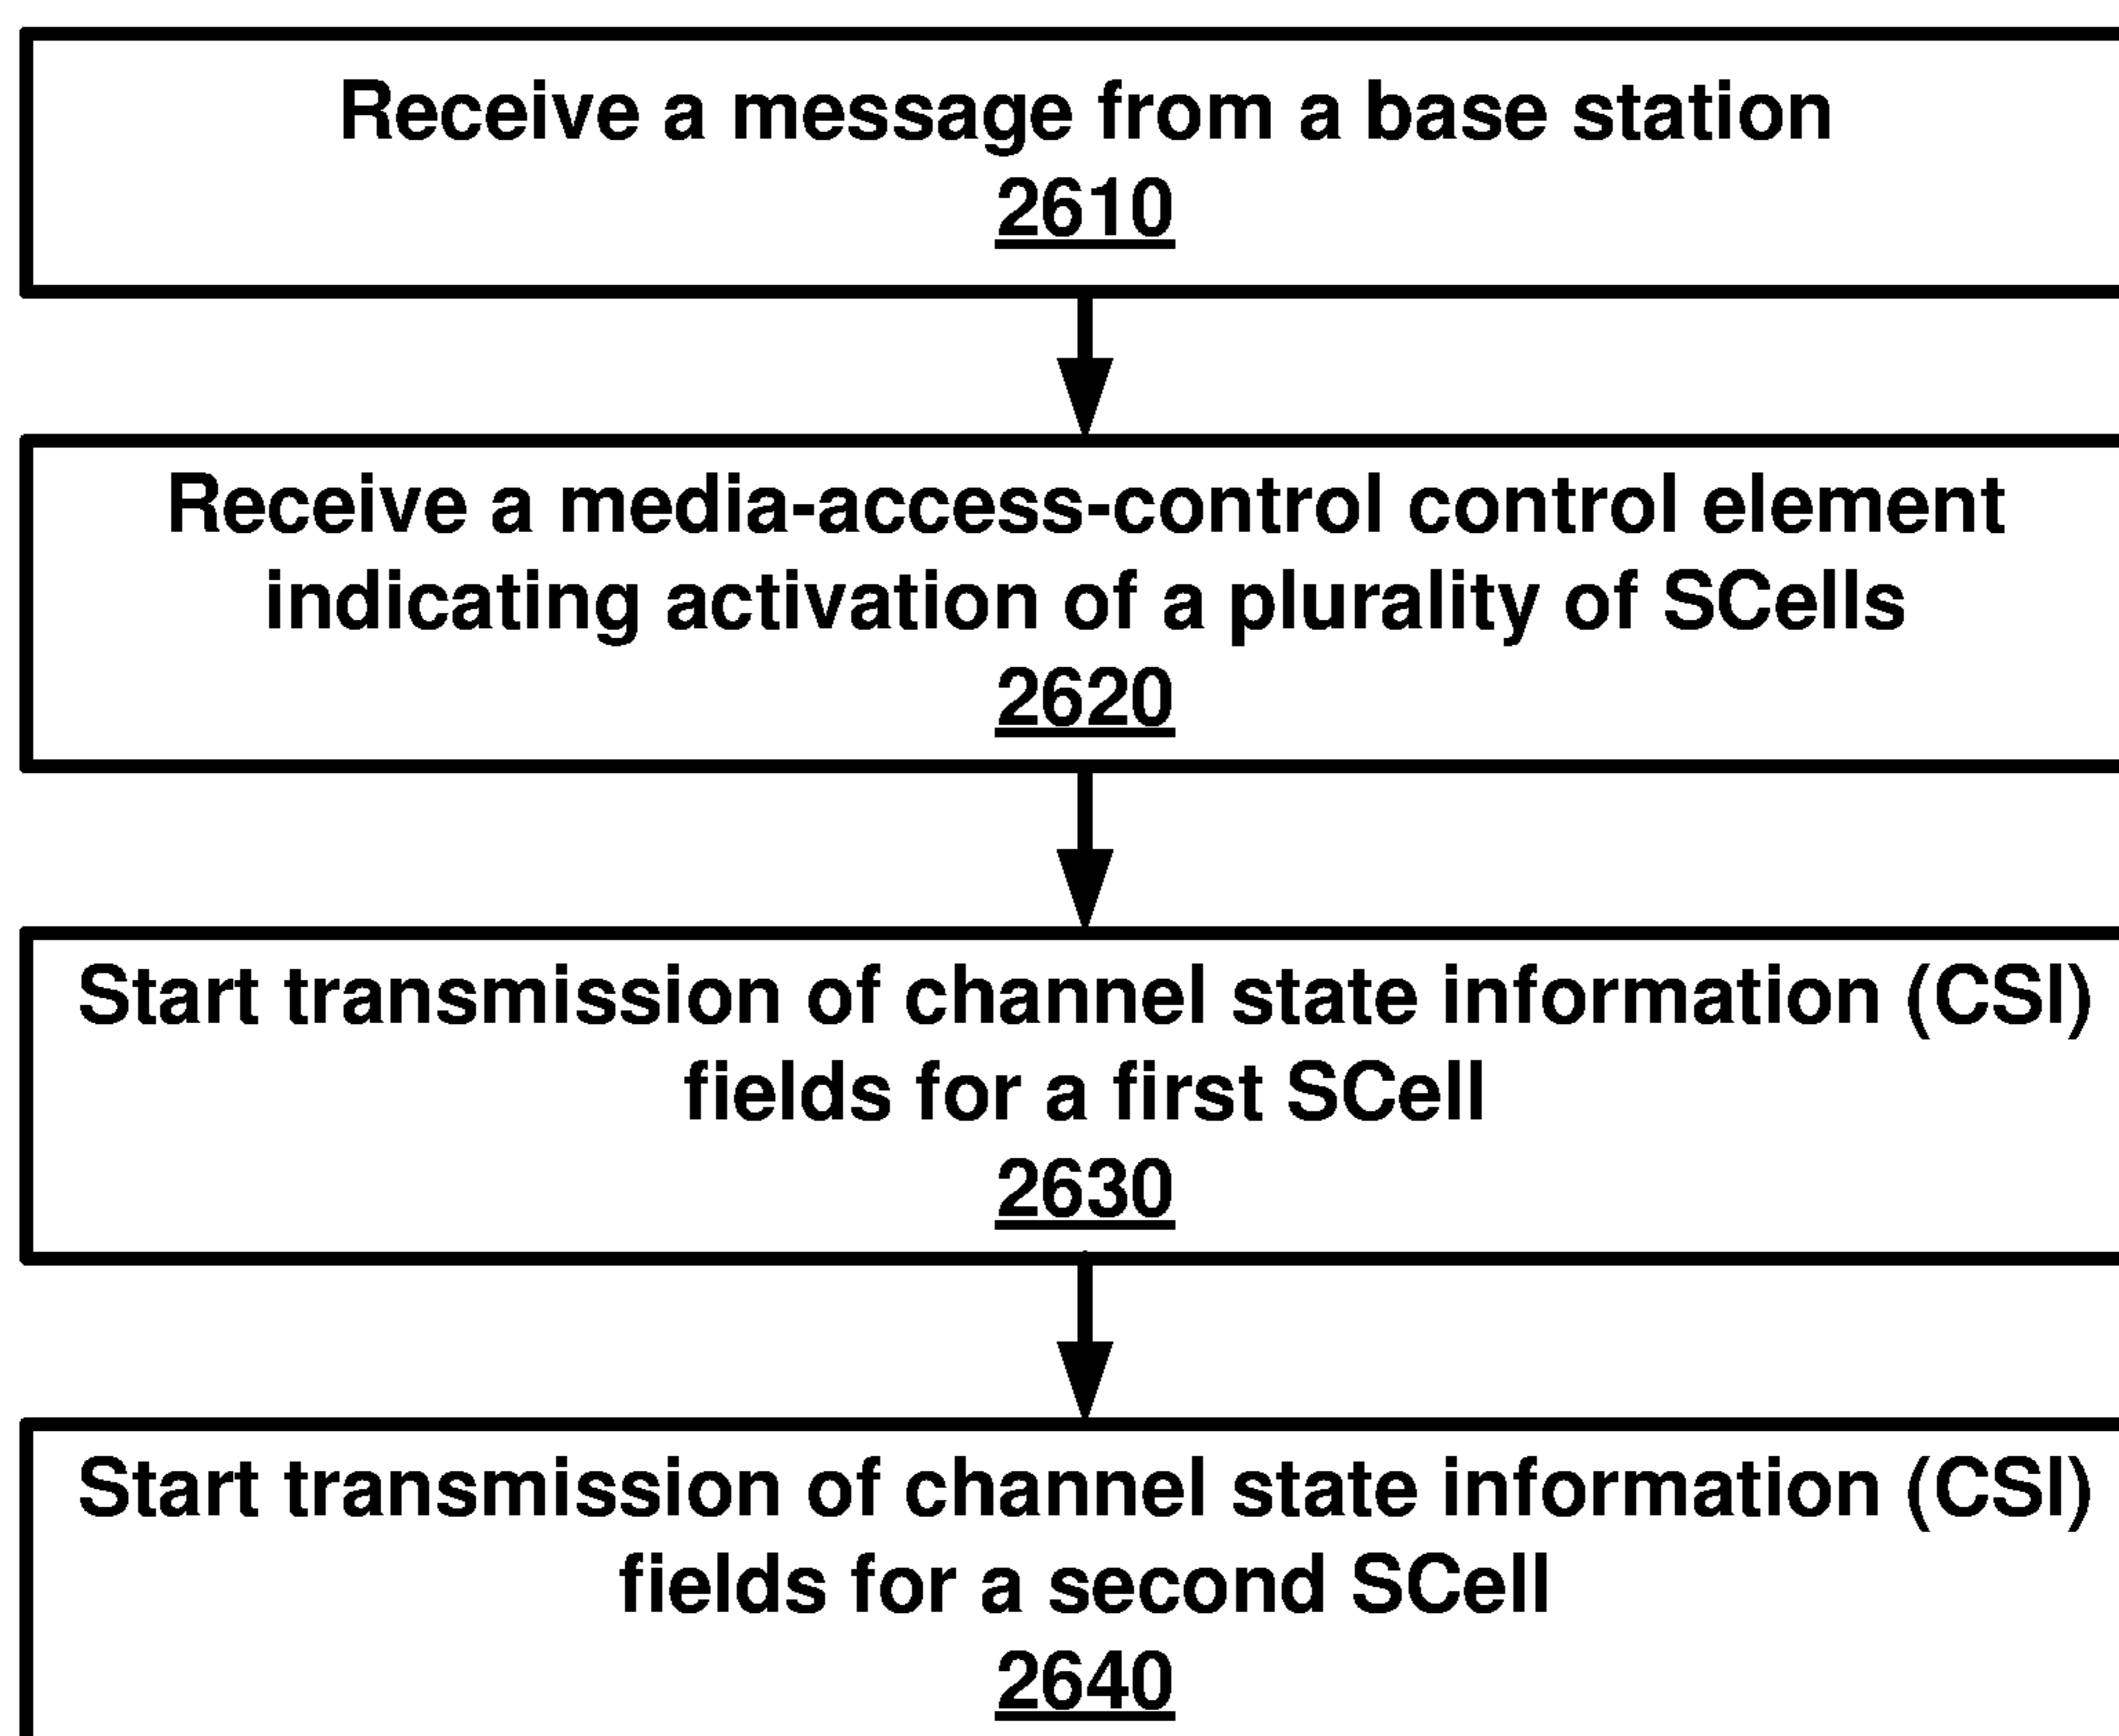 Receive a message from a base station
2610
Receive a media-access-control control element
indicating activation of a plurality of SCells
2620
Start transmission of channel state information (CSI)
fields for a first SCell
2630
Start transmission of channel state information (CSI)
fields for a second SCell
2640